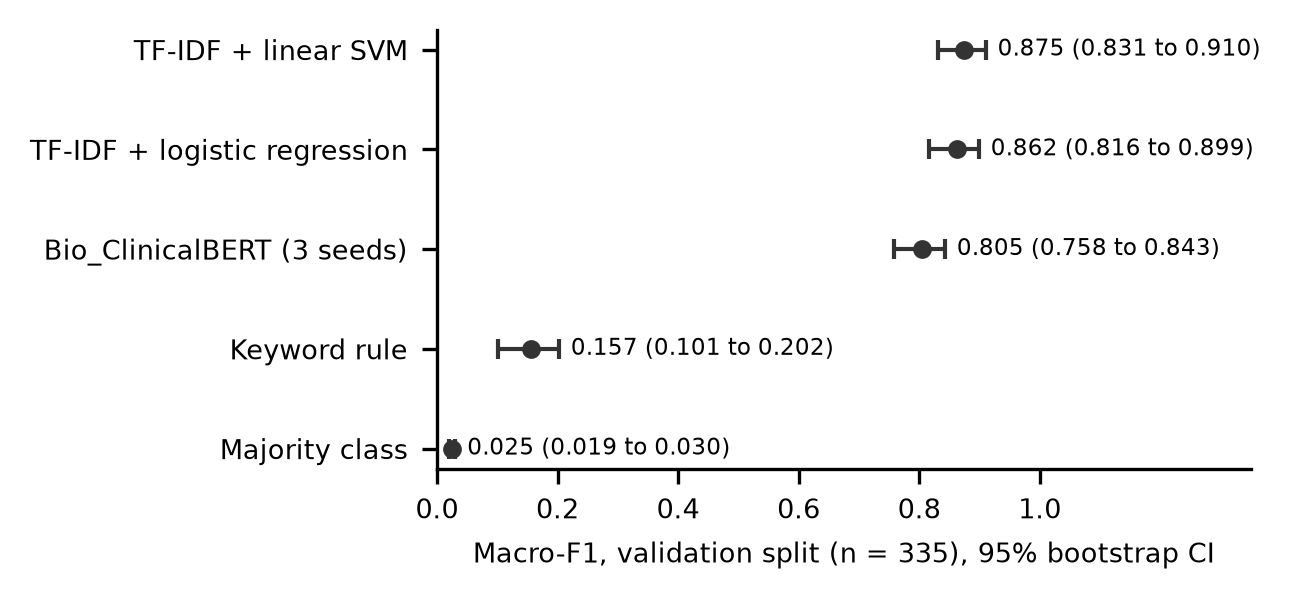 TF-IDF + linear SVM
0.875 (0.831 to 0.910)
TF-IDF + logistic regression
0.862 (0.816 to 0.899)
Bio_ClinicalBERT (3 seeds)
0.805 (0.758 to 0.843)
Keyword rule
0.157 (0.101 to 0.202)
Majority class
0.025 (0.019 to 0.030)
0.0 0.2 0.4 0.6 0.8 1.0
Macro-F1, validation split (n = 335), 95% bootstrap CI